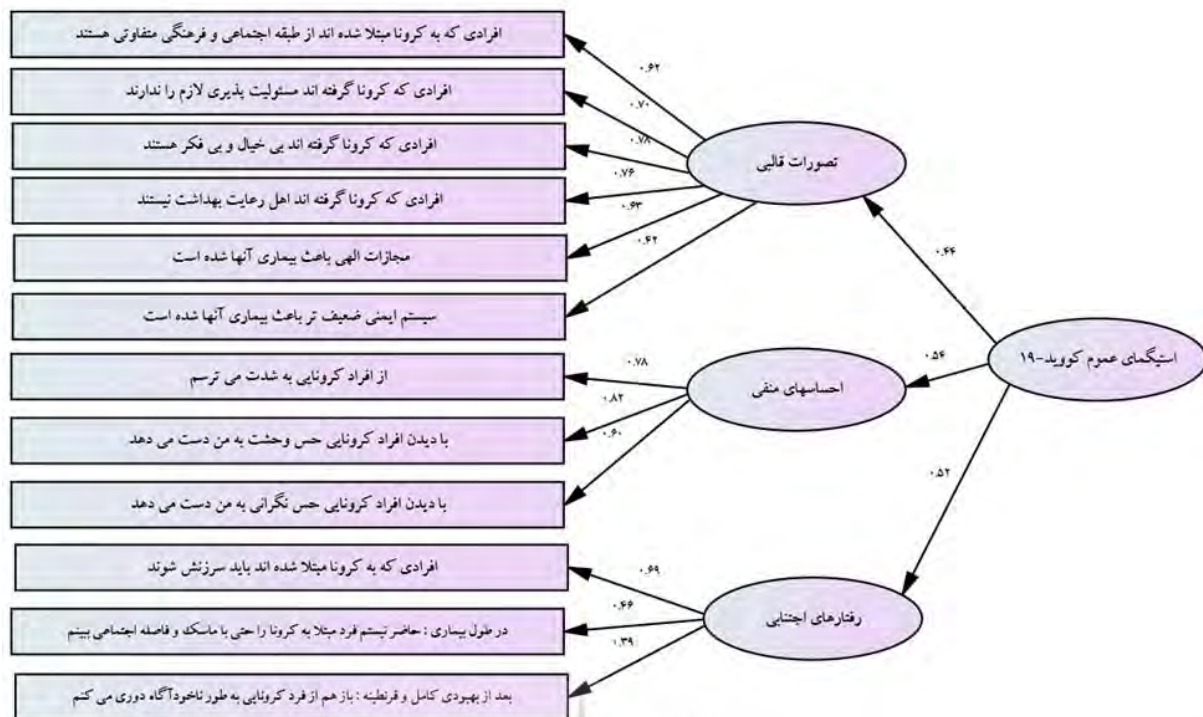 افرادی که به کرونا مبتلا شده اند از طبقه اجتماعی و فرهنگی متفاوتی هستند
۰.۶۲
افرادی که کرونا گرفته اند مسئولیت پذیری لازم را ندارند
۰.۷۰
افرادی که کرونا گرفته اند بی خیال و بی فکر هستند
۰.۷۸
تصورات قالبی
۰.۷۶
افرادی که کرونا گرفته اند اهل رعایت بهداشت نیستند
۰.۶۳
مجازات الهی باعث بیماری آنها شده است
۰.۴۲
۰.۴۴
سیستم ایمنی ضعیف تر باعث بیماری آنها شده است
استیگمای عموم کووید-۱۹
۰.۵۴
از افراد کرونایی به شدت می ترسم
۰.۷۸
احساسهای منفی
۰.۸۲
با دیدن افراد کرونایی حس وحشت به من دست می دهد
۰.۶۰
۰.۵۲
با دیدن افراد کرونایی حس نگرانی به من دست می دهد
افرادی که به کرونا مبتلا شده اند باید سرزنش شوند
۰.۶۹
رفتارهای اجتنابی
۰.۴۶
در طول بیماری : حاضر نیستم فرد مبتلا به کرونا را حتی با ماسک و فاصله اجتماعی ببینم
۰.۳۹
بعد از بهبودی کامل و قرنطینه : باز هم از فرد کرونایی به طور ناخودآگاه دوری می کنم